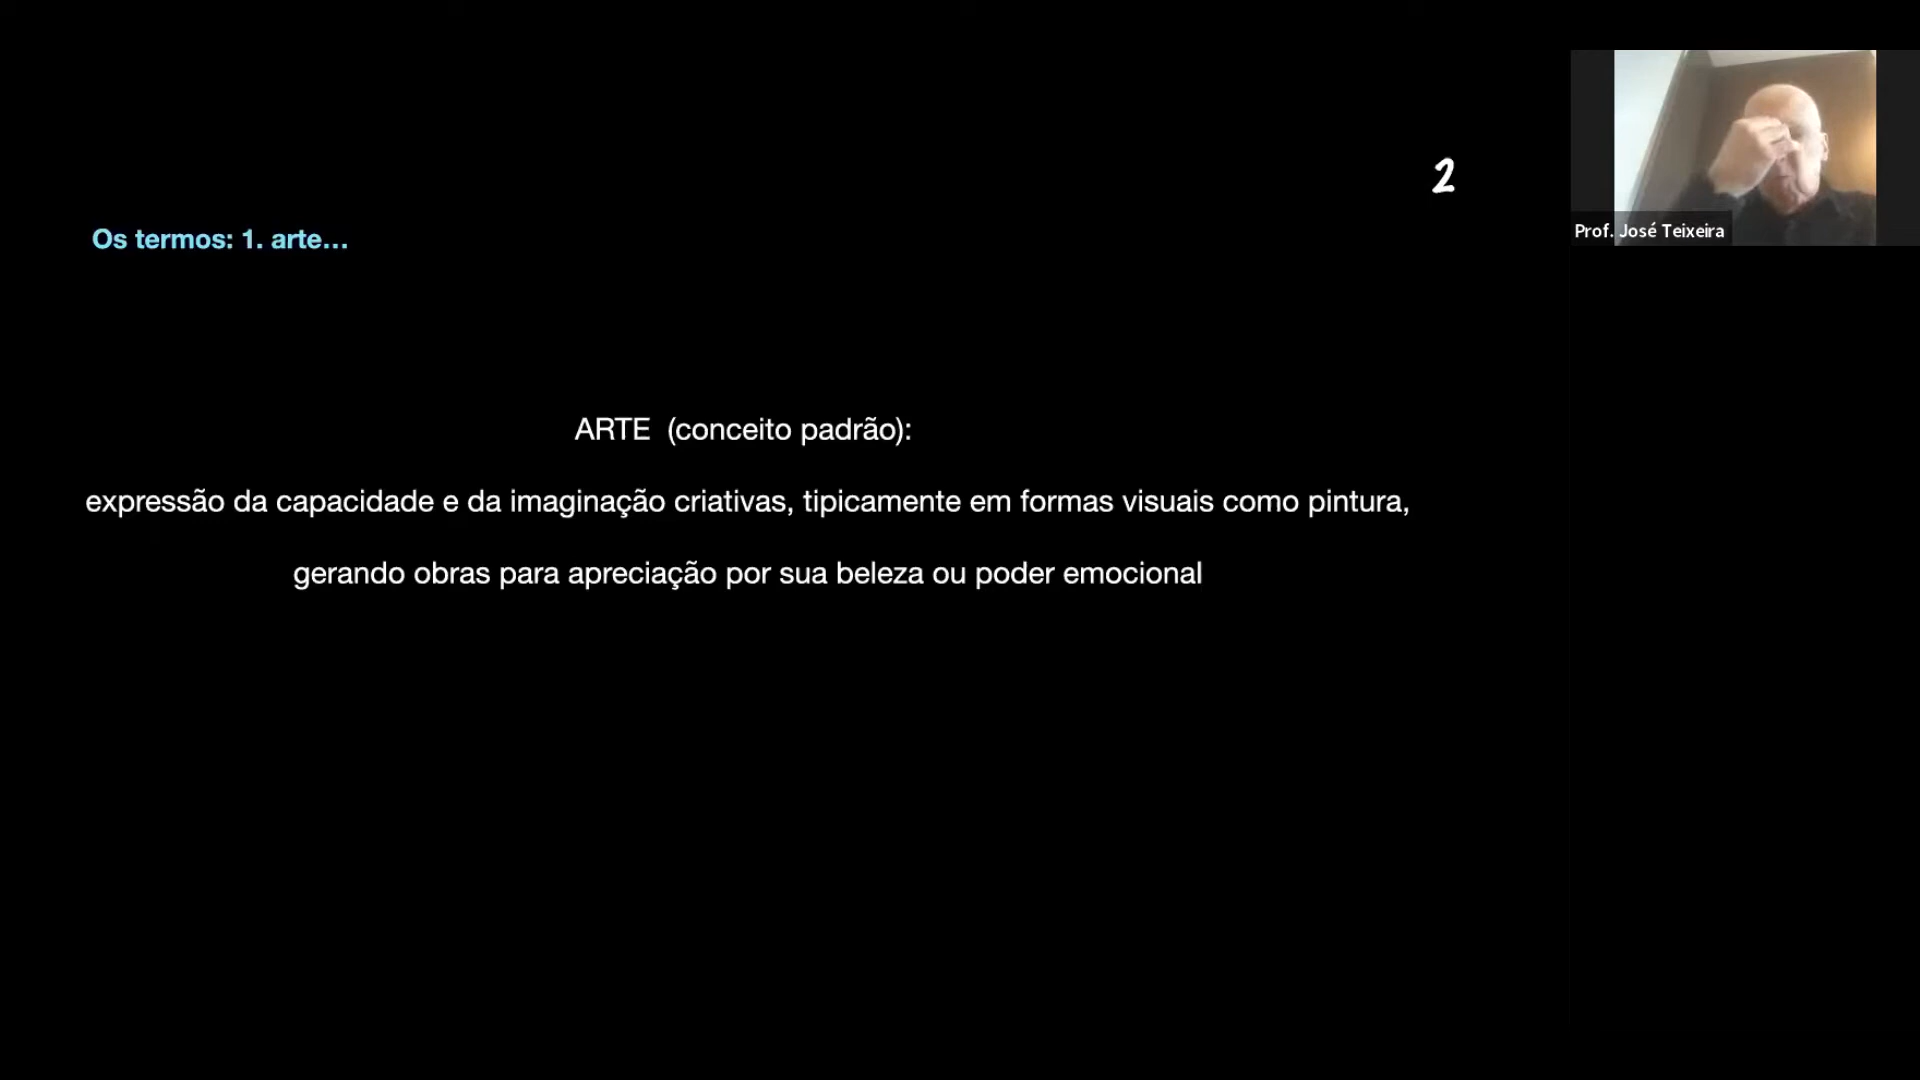 2
Prof. José Teixeira
Os termos: 1. arte...
ARTE (conceito padrão):
expressão da capacidade e da imaginação criativas, tipicamente em formas visuais como pintura,
gerando obras para apreciação por sua beleza ou poder emocional